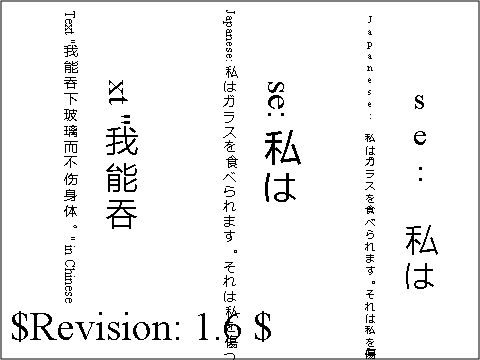 Text "我能吞下玻璃而不伤身体。" in Chinese
xt "我能吞
Japanese: 私はガラスを食べられます。それは私を傷つ
se: 私は
Japanese: 私はガラスを食べられます。それは私を傷
se: 私は
$Revision: 1.6 $